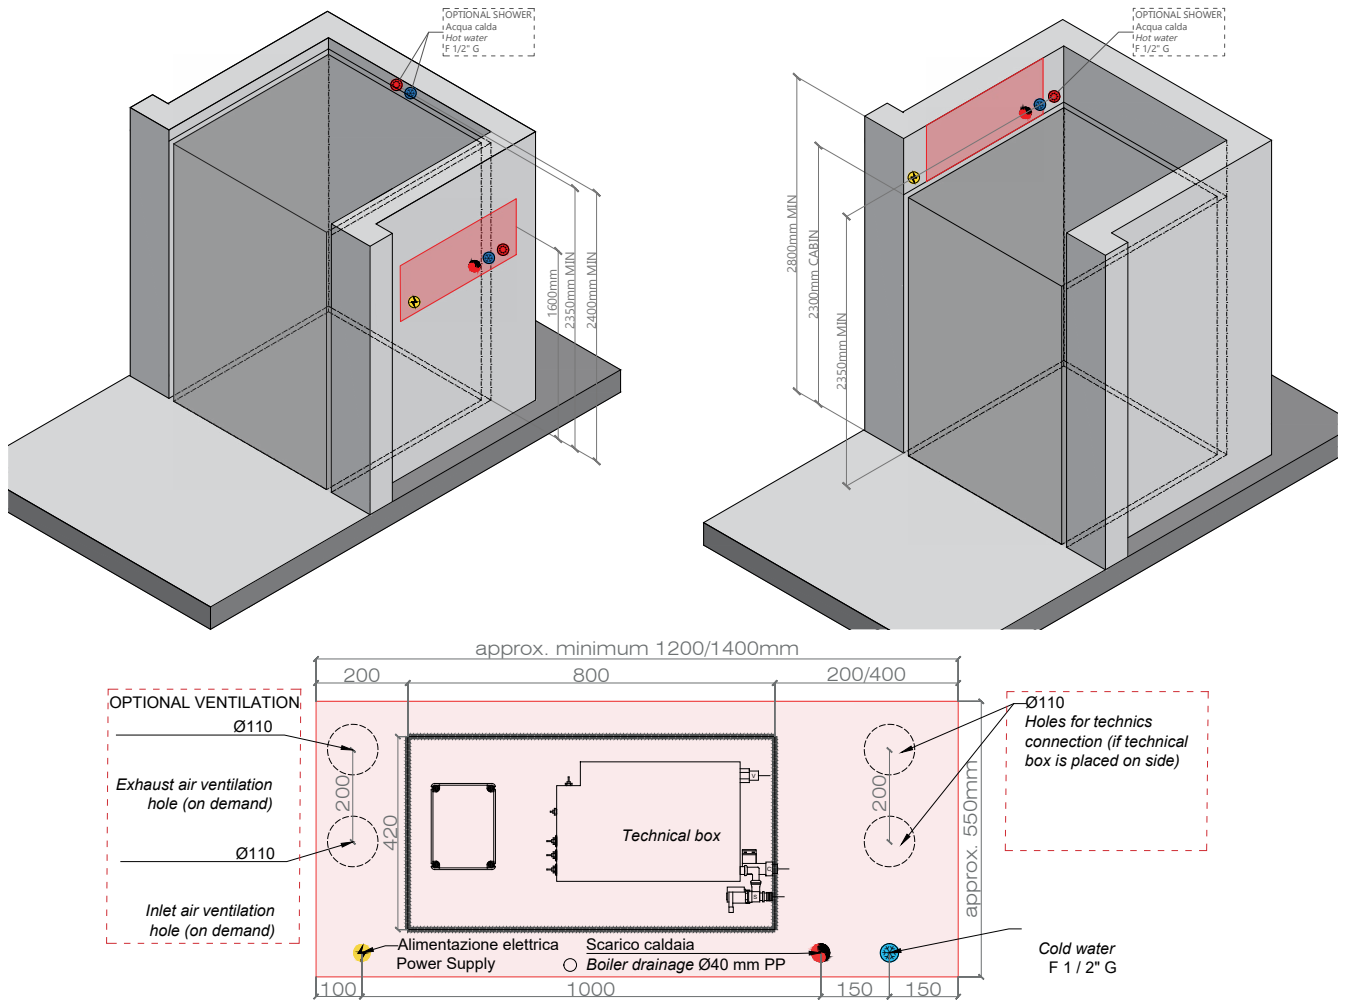 OPTIONAL SHOWER
Acqua calda
Hot water
F 1/2" G
1600mm
2350mm MIN
2400mm MIN
OPTIONAL SHOWER
Acqua calda
Hot water
F 1/2" G
2800mm MIN
2300mm CABIN
2350mm MIN
approx. minimum 1200/1400mm
200
800
200/400
OPTIONAL VENTILATION
Ø110
Exhaust air ventilation
hole (on demand)
Ø110
Inlet air ventilation
hole (on demand)
200
420
Technical box
200
approx. 550mm
Ø110
Holes for technics
connection (if technical
box is placed on side)
Alimentazione elettrica
Power Supply
Scarico caldaia
Boiler drainage Ø40 mm PP
Cold water
F 1 / 2" G
100
1000
150
150